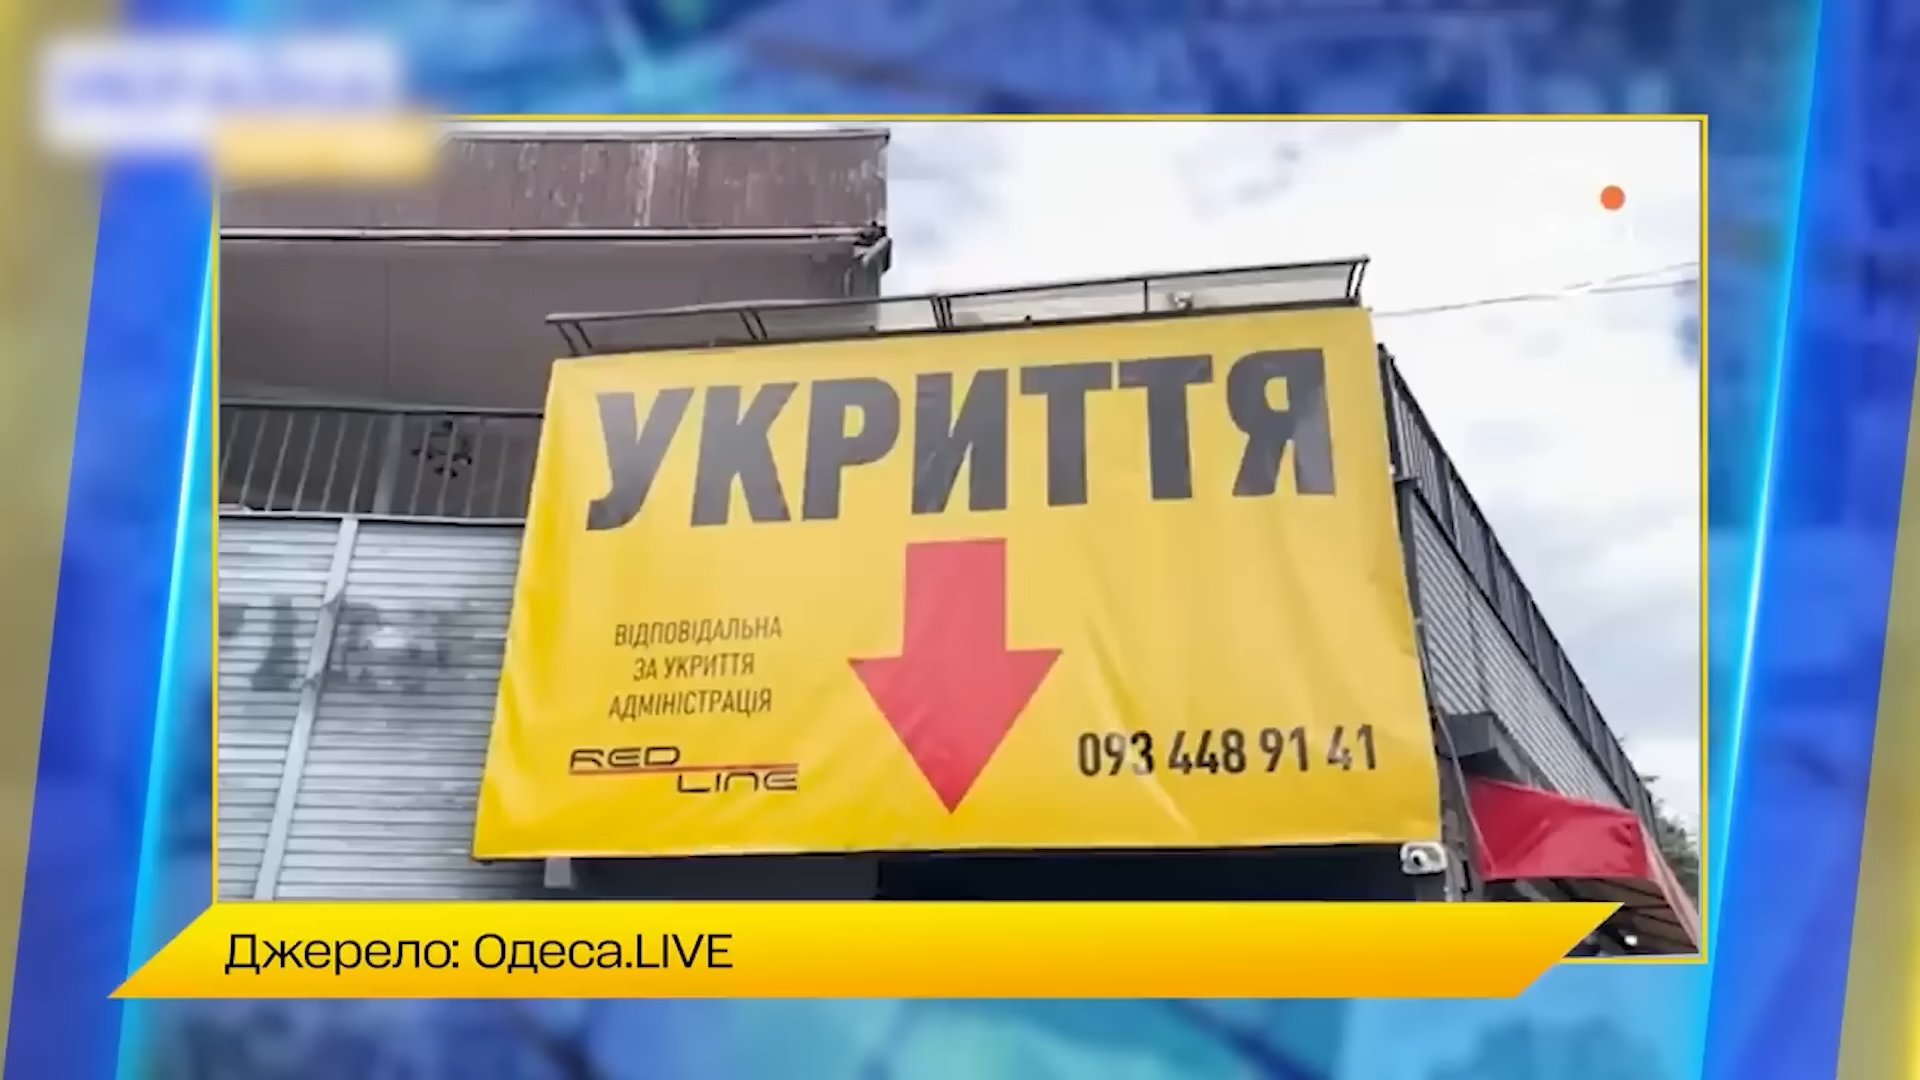 УКРИТТЯ
ВІДПОВІДАЛЬНА
ЗА УКРИТТЯ
АДМІНІСТРАЦІЯ
RED
LINE
093 448 91 41
Джерело: Одеса.LIVE